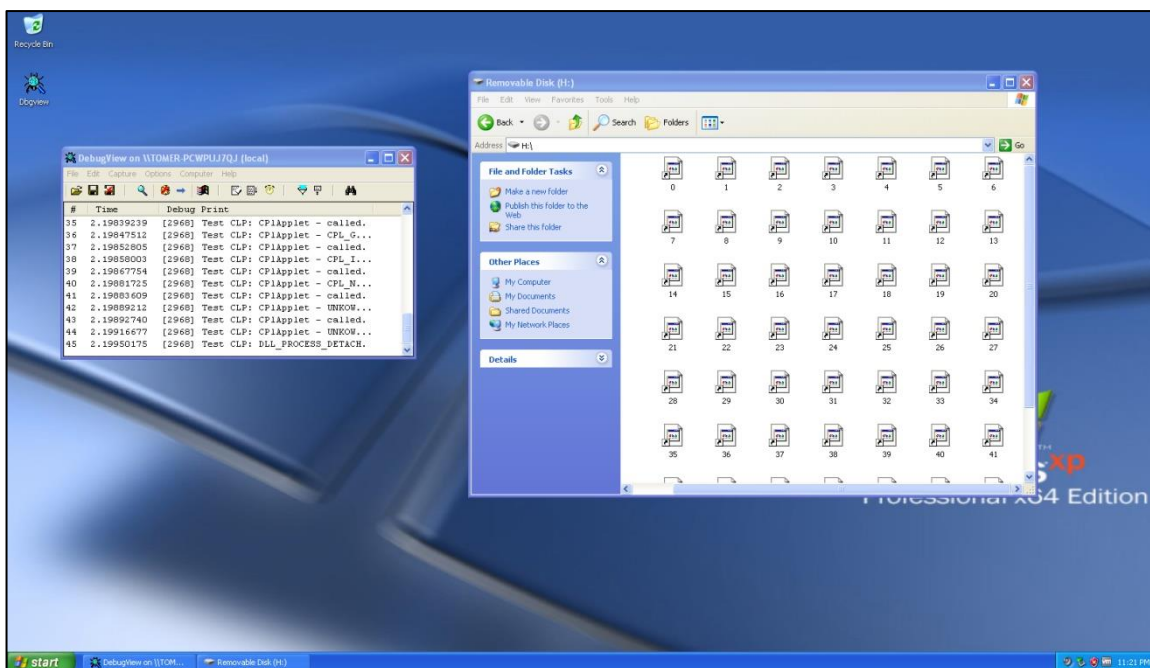 Recycle Bin
Dbgview
DebugView on \\TOMER-PCWPUJ7QJ (local)
File Edit Capture Options Computer Help
# Time Debug Print
35 2.19839239 [2968] Test CLP: CPlApplet - called.
36 2.19847512 [2968] Test CLP: CPlApplet - CPL_G...
37 2.19852805 [2968] Test CLP: CPlApplet - called.
38 2.19858003 [2968] Test CLP: CPlApplet - CPL_I...
39 2.19867754 [2968] Test CLP: CPlApplet - called.
40 2.19881725 [2968] Test CLP: CPlApplet - CPL_N...
41 2.19883609 [2968] Test CLP: CPlApplet - called.
42 2.19889212 [2968] Test CLP: CPlApplet - UNKOW...
43 2.19892740 [2968] Test CLP: CPlApplet - called.
44 2.19916677 [2968] Test CLP: CPlApplet - UNKOW...
45 2.19950175 [2968] Test CLP: DLL_PROCESS_DETACH.
Removable Disk (H:)
File Edit View Favorites Tools Help
Back Search Folders
Address H:\ Go
File and Folder Tasks
Make a new folder
Publish this folder to the
Web
Share this folder
Other Places
My Computer
My Documents
Shared Documents
My Network Places
Details
0 1 2 3 4 5 6
7 8 9 10 11 12 13
14 15 16 17 18 19 20
21 22 23 24 25 26 27
28 29 30 31 32 33 34
35 36 37 38 39 40 41
xp
Professional x64 Edition
start DebugView on \\TOM... Removable Disk (H:) 11:21 PM